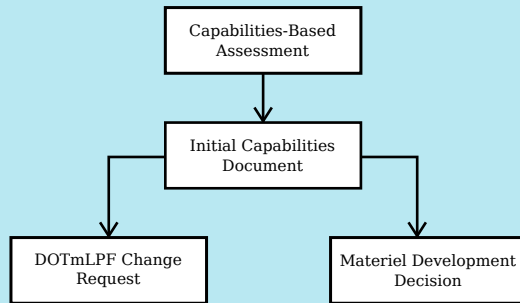 Capabilities-Based
Assessment
Initial Capabilities
Document
DOTmLPF Change
Request
Materiel Development
Decision